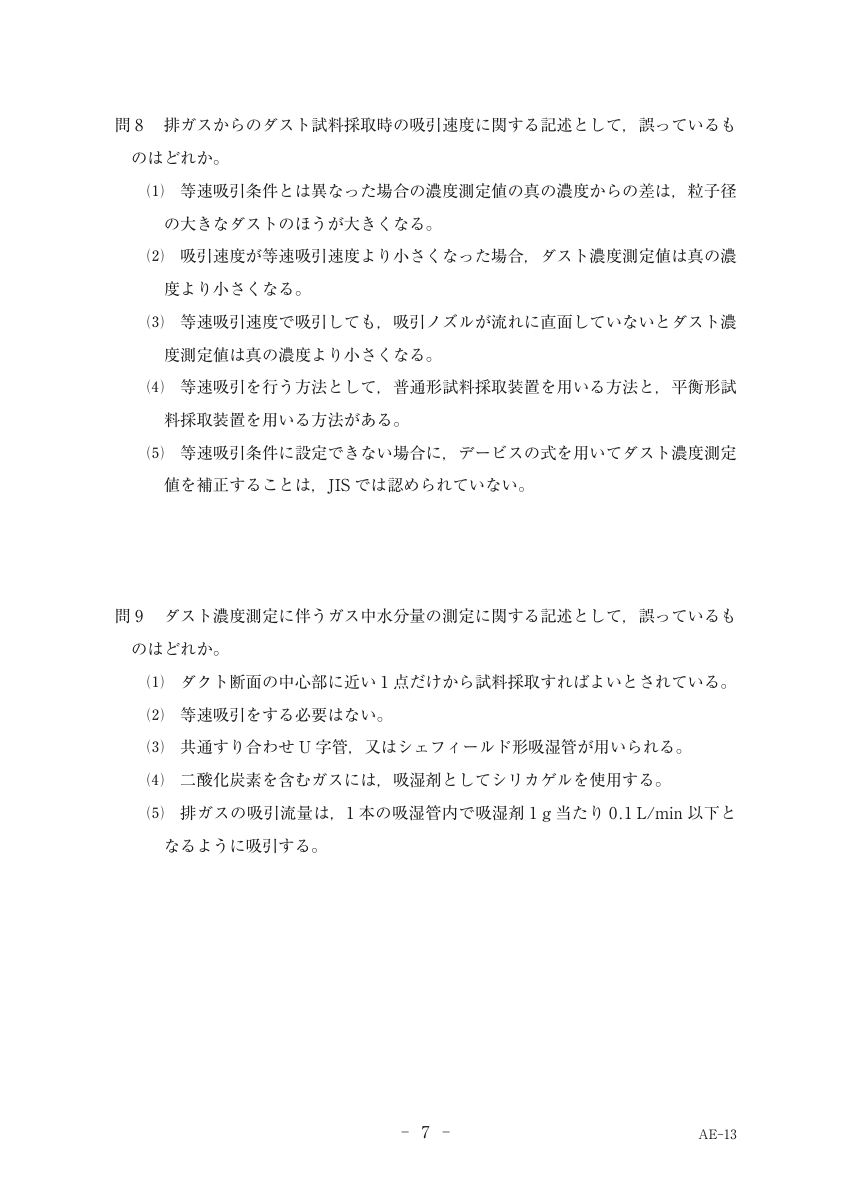 問8　排ガスからのダスト試料採取時の吸引速度に関する記述として，誤っているも
のはどれか。
⑴　等速吸引条件とは異なった場合の濃度測定値の真の濃度からの差は，粒子径
の大きなダストのほうが大きくなる。
⑵　吸引速度が等速吸引速度より小さくなった場合，ダスト濃度測定値は真の濃
度より小さくなる。
⑶　等速吸引速度で吸引しても，吸引ノズルが流れに直面していないとダスト濃
度測定値は真の濃度より小さくなる。
⑷　等速吸引を行う方法として，普通形試料採取装置を用いる方法と，平衡形試
料採取装置を用いる方法がある。
⑸　等速吸引条件に設定できない場合に，デービスの式を用いてダスト濃度測定
値を補正することは，JIS では認められていない。
問9　ダスト濃度測定に伴うガス中水分量の測定に関する記述として，誤っているも
のはどれか。
⑴　ダクト断面の中心部に近い1点だけから試料採取すればよいとされている。
⑵　等速吸引をする必要はない。
⑶　共通すり合わせ U 字管，又はシェフィールド形吸湿管が用いられる。
⑷　二酸化炭素を含むガスには，吸湿剤としてシリカゲルを使用する。
⑸　排ガスの吸引流量は，1本の吸湿管内で吸湿剤1g当たり0.1 L/min 以下と
なるように吸引する。
－ 7 －
AE–13